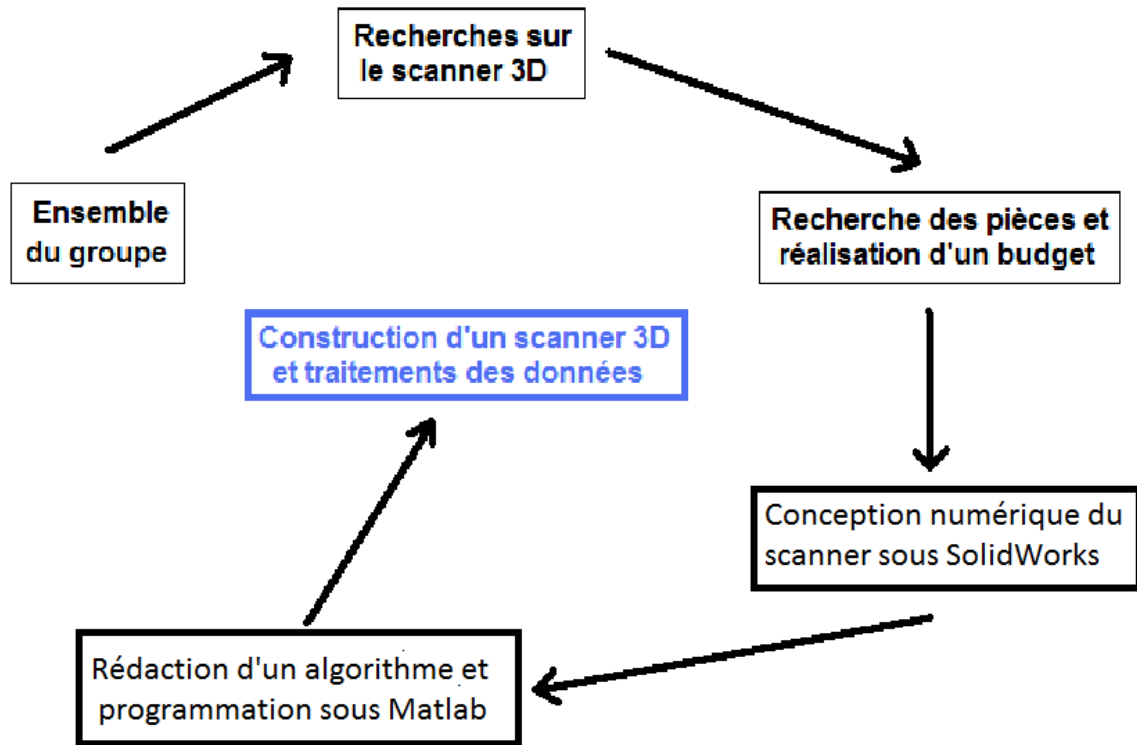 Recherches sur
le scanner 3D
Ensemble
du groupe
Recherche des pièces et
réalisation d'un budget
Construction d'un scanner 3D
et traitements des données
Conception numérique du
scanner sous SolidWorks
Rédaction d'un algorithme et
programmation sous Matlab